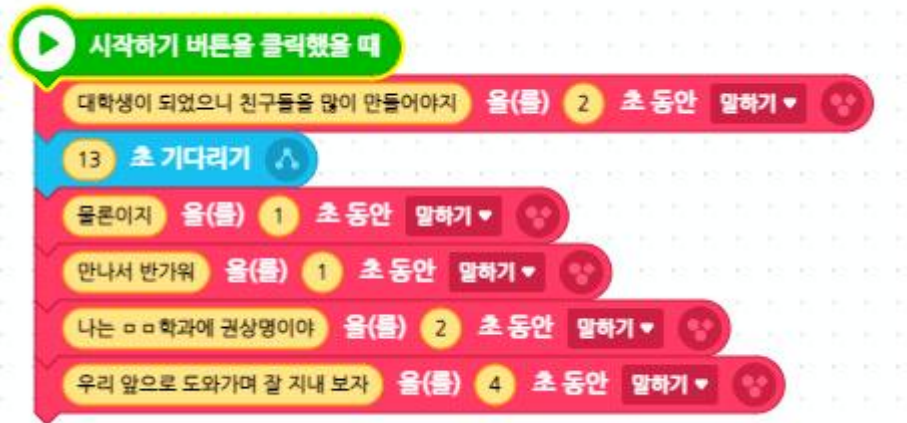 시작하기 버튼을 클릭했을 때
대학생이 되었으니 친구들을 많이 만들어야지 을(를) 2 초 동안 말하기
13 초 기다리기
물론이지 을(를) 1 초 동안 말하기
만나서 반가워 을(를) 1 초 동안 말하기
나는 ㅁㅁ학과에 권상명이야 을(를) 2 초 동안 말하기
우리 앞으로 도와가며 잘 지내 보자 을(를) 4 초 동안 말하기